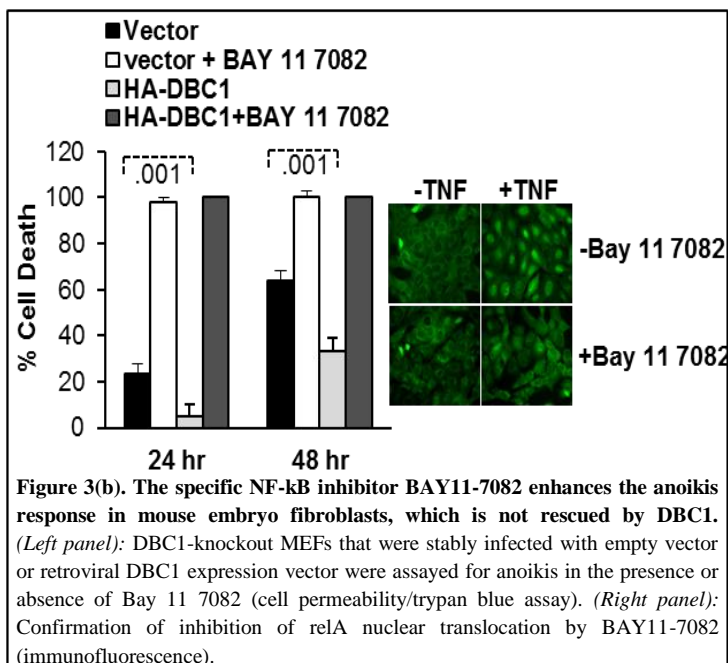 Vector
vector + BAY 11 7082
HA-DBC1
HA-DBC1+BAY 11 7082
% Cell Death
120
100
80
60
40
20
0
.001
.001
24 hr
48 hr
-TNF +TNF
-Bay 11 7082
+Bay 11 7082
Figure 3(b). The specific NF-kB inhibitor BAY11-7082 enhances the anoikis
response in mouse embryo fibroblasts, which is not rescued by DBC1.
(Left panel): DBC1-knockout MEFs that were stably infected with empty vector
or retroviral DBC1 expression vector were assayed for anoikis in the presence or
absence of Bay 11 7082 (cell permeability/trypan blue assay). (Right panel):
Confirmation of inhibition of relA nuclear translocation by BAY11-7082
(immunofluorescence).